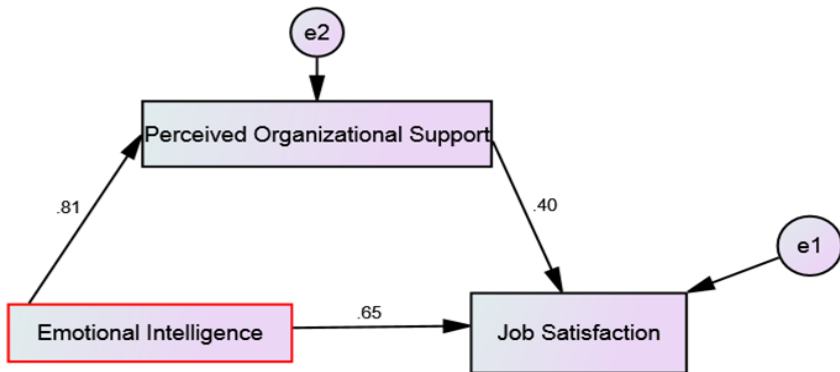 e2
Perceived Organizational Support
.81
.40
e1
Emotional Intelligence
.65
Job Satisfaction